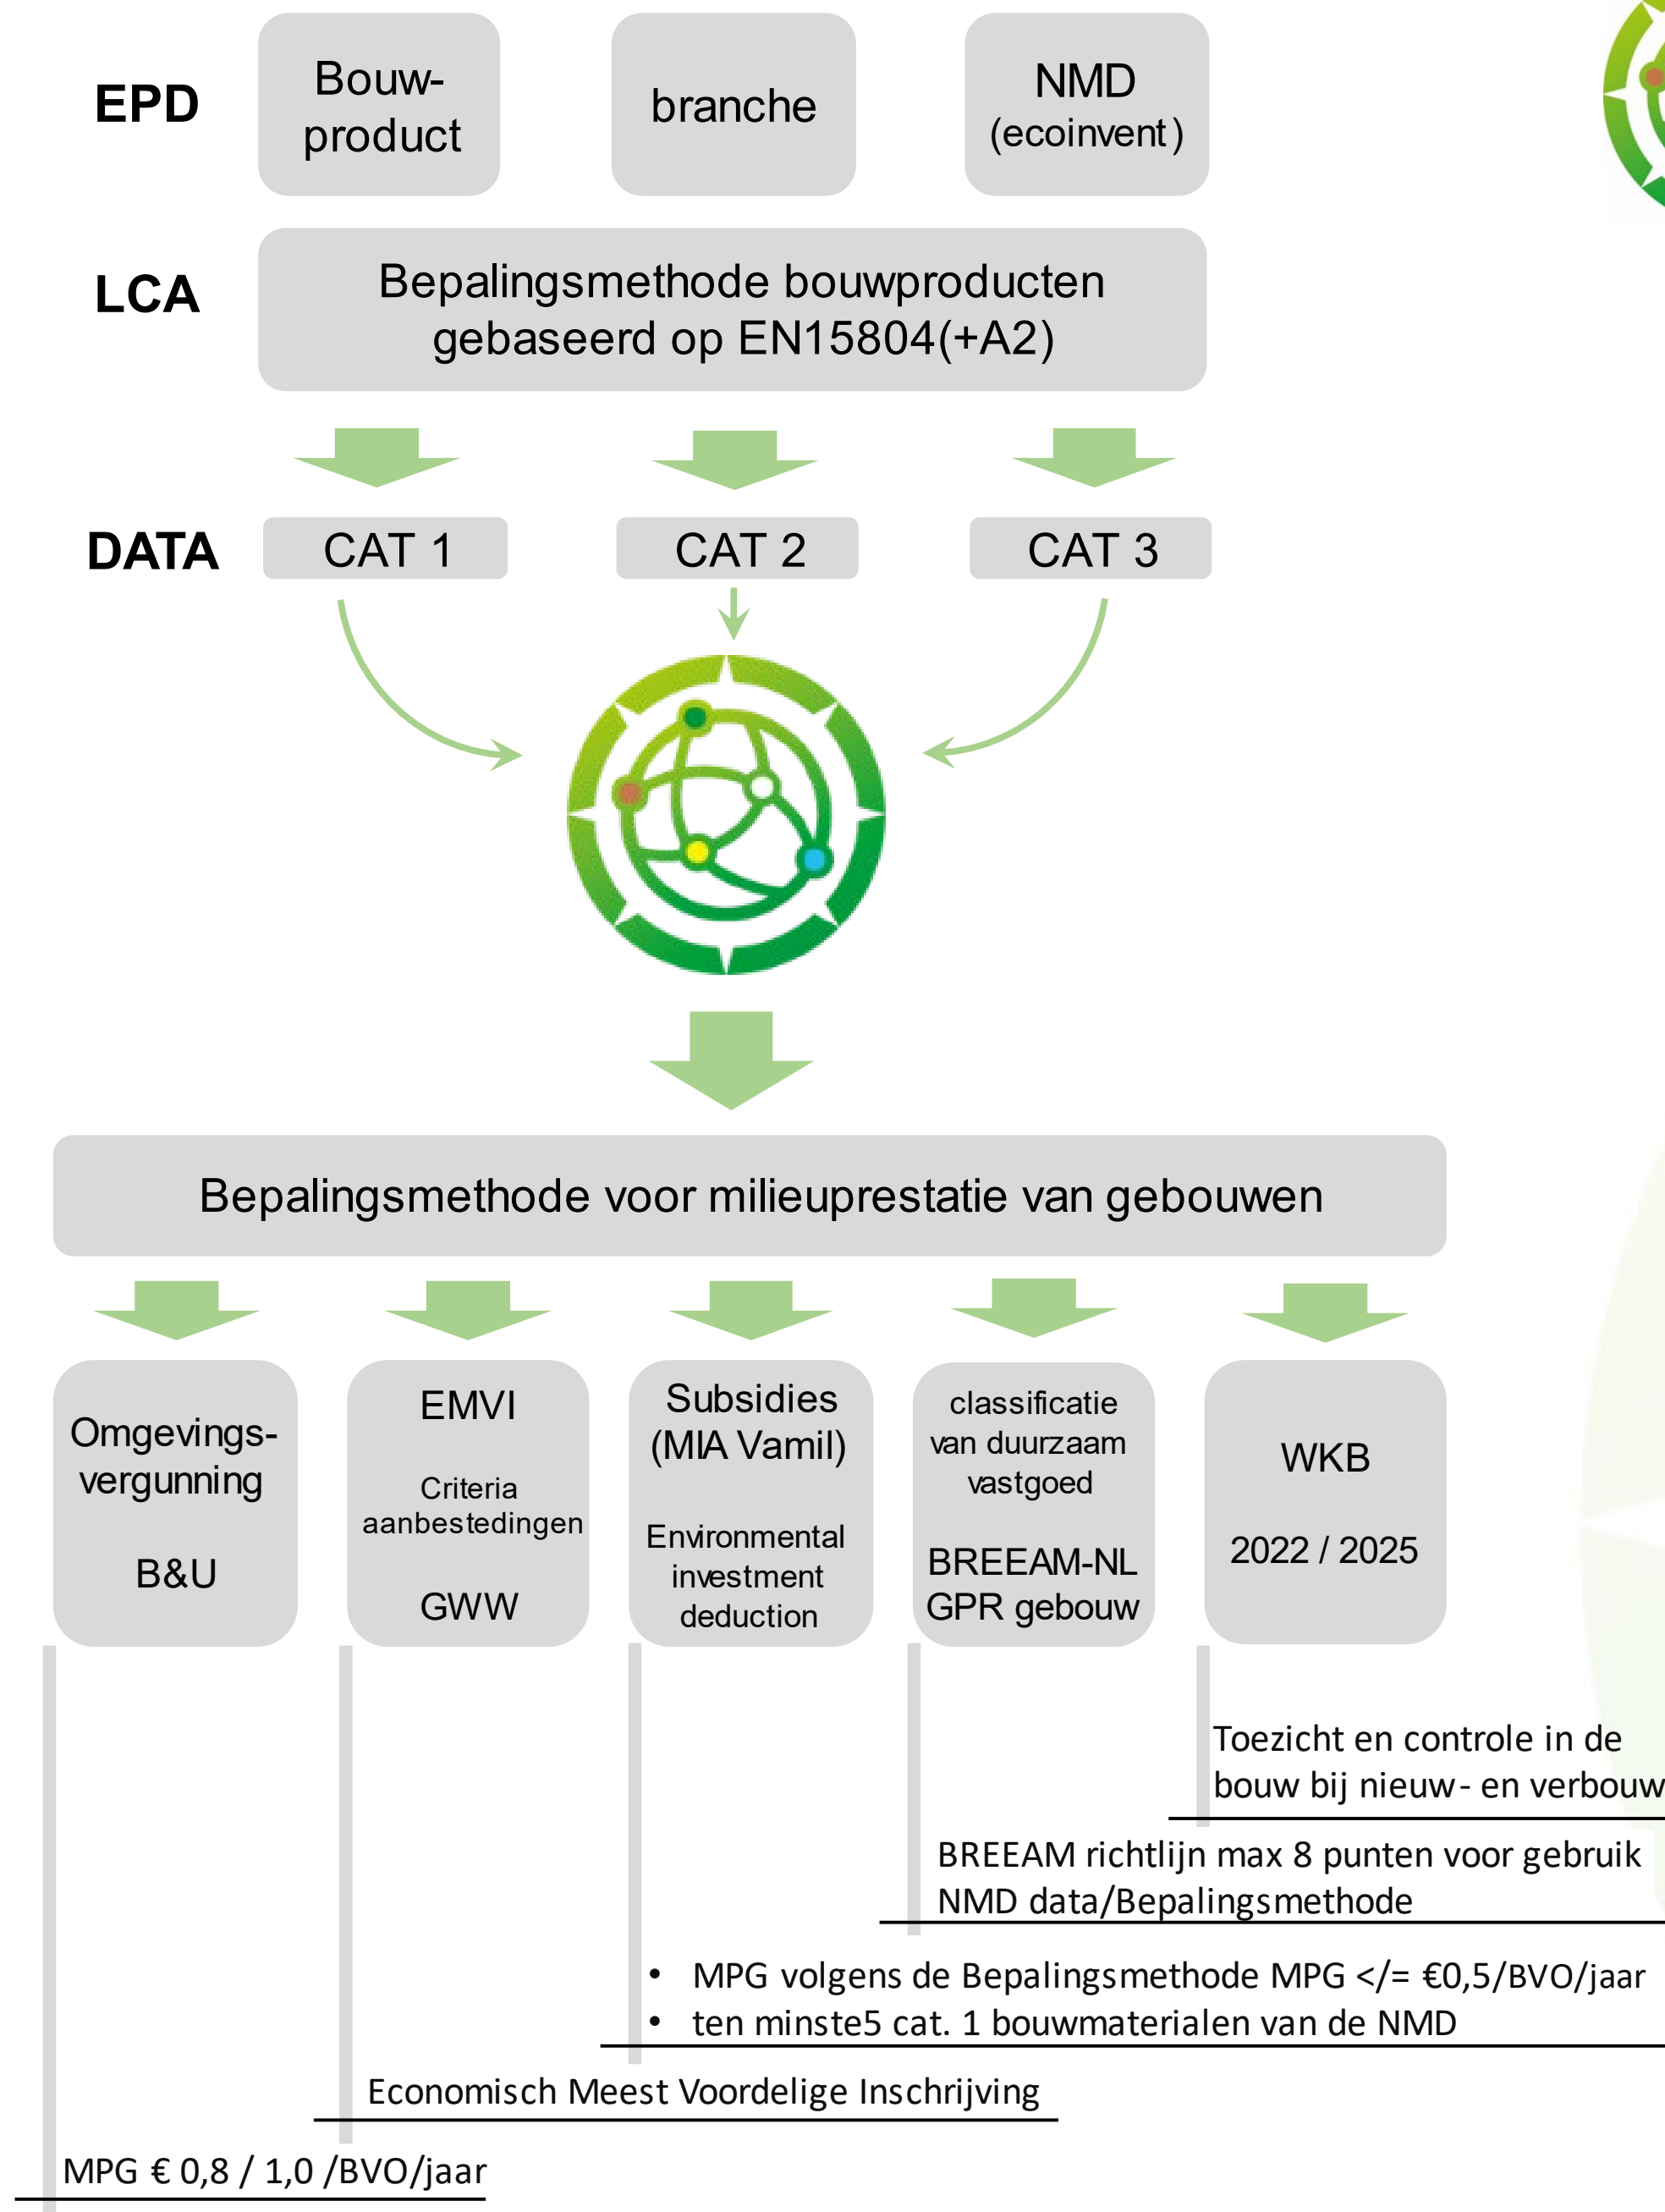 EPD
Bouw-
product
branche
NMD
(ecoinvent)
LCA
Bepalingsmethode bouwproducten
gebaseerd op EN15804(+A2)
DATA
CAT 1
CAT 2
CAT 3
Bepalingsmethode voor milieuprestatie van gebouwen
Omgevings-
vergunning
B&U
EMVI
Criteria
aanbestedingen
GWW
Subsidies
(MIA Vamil)
Environmental
investment
deduction
classificatie
van duurzaam
vastgoed
BREEAM-NL
GPR gebouw
WKB
2022 / 2025
Toezicht en controle in de
bouw bij nieuw- en verbouw
BREEAM richtlijn max 8 punten voor gebruik
NMD data/Bepalingsmethode
• MPG volgens de Bepalingsmethode MPG </= €0,5/BVO/jaar
• ten minste5 cat. 1 bouwmaterialen van de NMD
Economisch Meest Voordelige Inschrijving
MPG € 0,8 / 1,0 /BVO/jaar